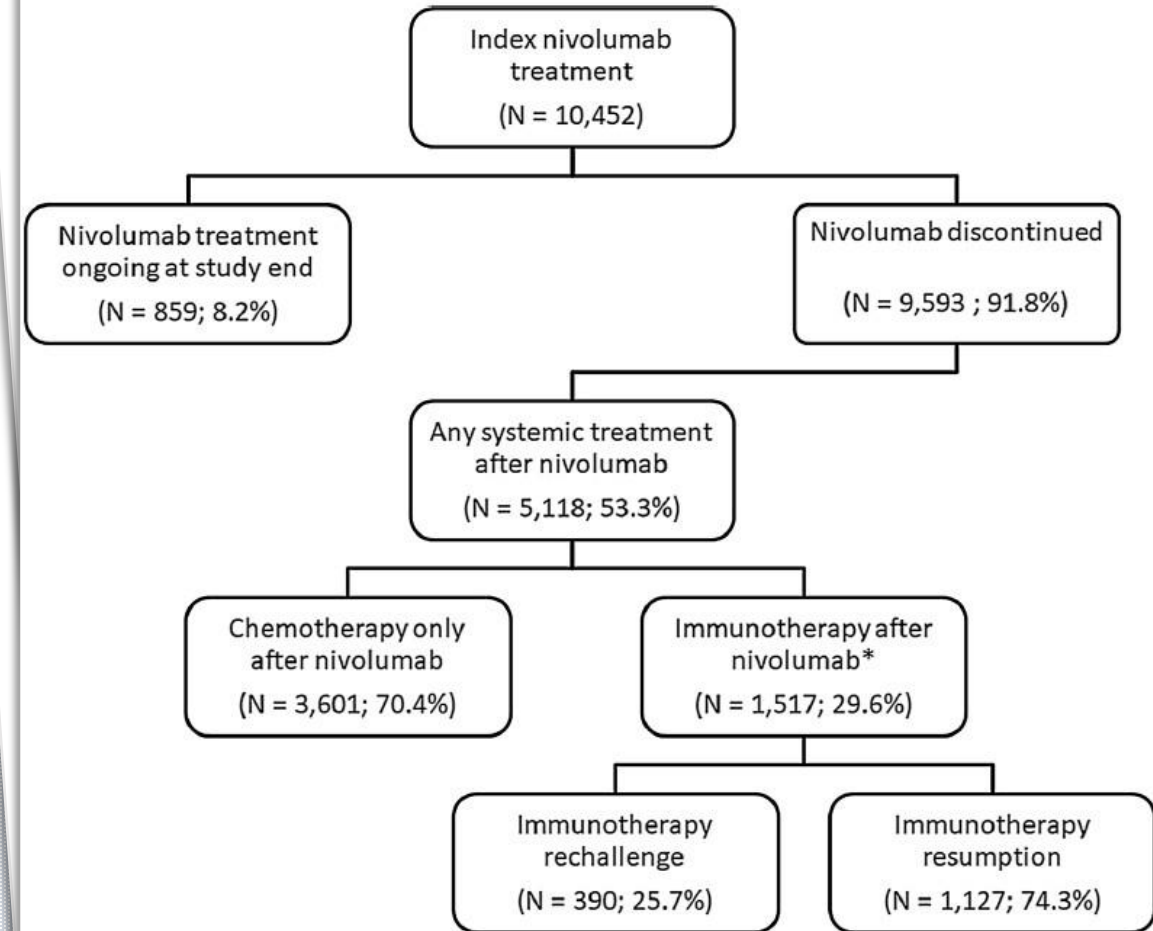 Index nivolumab
treatment
(N = 10,452)
Nivolumab treatment
ongoing at study end
(N = 859; 8.2%)
Nivolumab discontinued
(N = 9,593 ; 91.8%)
Any systemic treatment
after nivolumab
(N = 5,118; 53.3%)
Chemotherapy only
after nivolumab
(N = 3,601; 70.4%)
Immunotherapy after
nivolumab*
(N = 1,517; 29.6%)
Immunotherapy
rechallenge
(N = 390; 25.7%)
Immunotherapy
resumption
(N = 1,127; 74.3%)